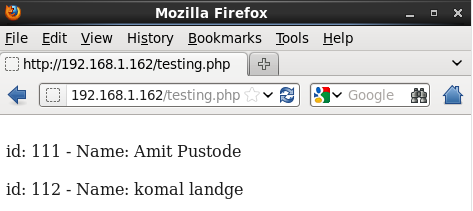 Mozilla Firefox
File Edit View History Bookmarks Tools Help
http://192.168.1.162/testing.php
192.168.1.162/testing.php Google
id: 111 - Name: Amit Pustode
id: 112 - Name: komal landge